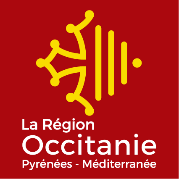 La Région
Occitanie
Pyrénées - Méditerranée